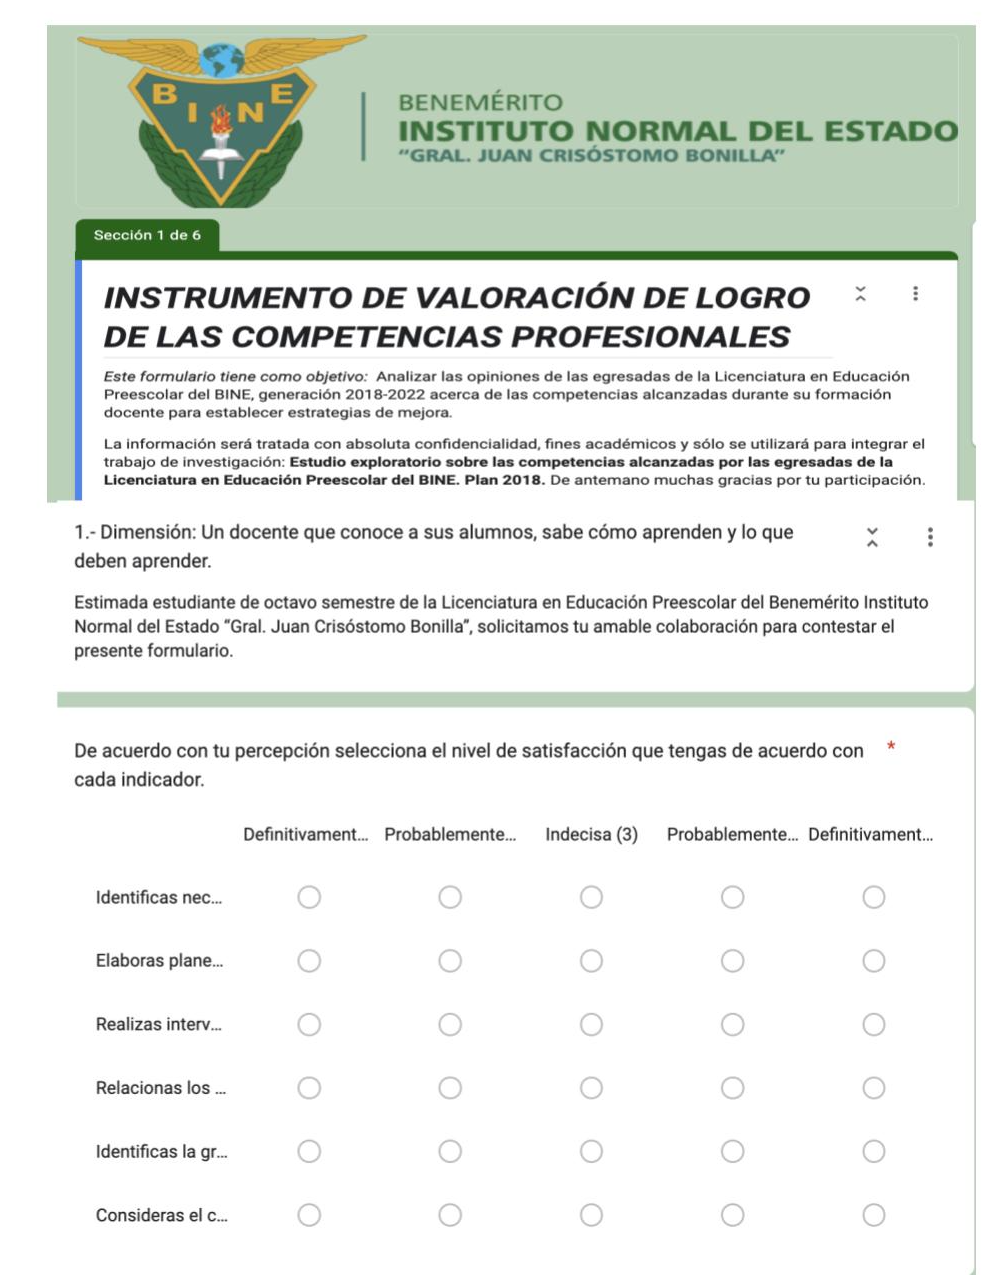 B I N E
BENEMÉRITO
INSTITUTO NORMAL DEL ESTADO
“GRAL. JUAN CRISÓSTOMO BONILLA”
Sección 1 de 6
INSTRUMENTO DE VALORACIÓN DE LOGRO
DE LAS COMPETENCIAS PROFESIONALES
Este formulario tiene como objetivo: Analizar las opiniones de las egresadas de la Licenciatura en Educación
Preescolar del BINE, generación 2018-2022 acerca de las competencias alcanzadas durante su formación
docente para establecer estrategias de mejora.
La información será tratada con absoluta confidencialidad, fines académicos y sólo se utilizará para integrar el
trabajo de investigación: Estudio exploratorio sobre las competencias alcanzadas por las egresadas de la
Licenciatura en Educación Preescolar del BINE. Plan 2018. De antemano muchas gracias por tu participación.
1.- Dimensión: Un docente que conoce a sus alumnos, sabe cómo aprenden y lo que
deben aprender.
Estimada estudiante de octavo semestre de la Licenciatura en Educación Preescolar del Benemérito Instituto
Normal del Estado “Gral. Juan Crisóstomo Bonilla”, solicitamos tu amable colaboración para contestar el
presente formulario.
De acuerdo con tu percepción selecciona el nivel de satisfacción que tengas de acuerdo con *
cada indicador.
Definitivament... Probablemente... Indecisa (3) Probablemente... Definitivament...
Identificas nec...
Elaboras plane...
Realizas interv...
Relacionas los ...
Identificas la gr...
Consideras el c...